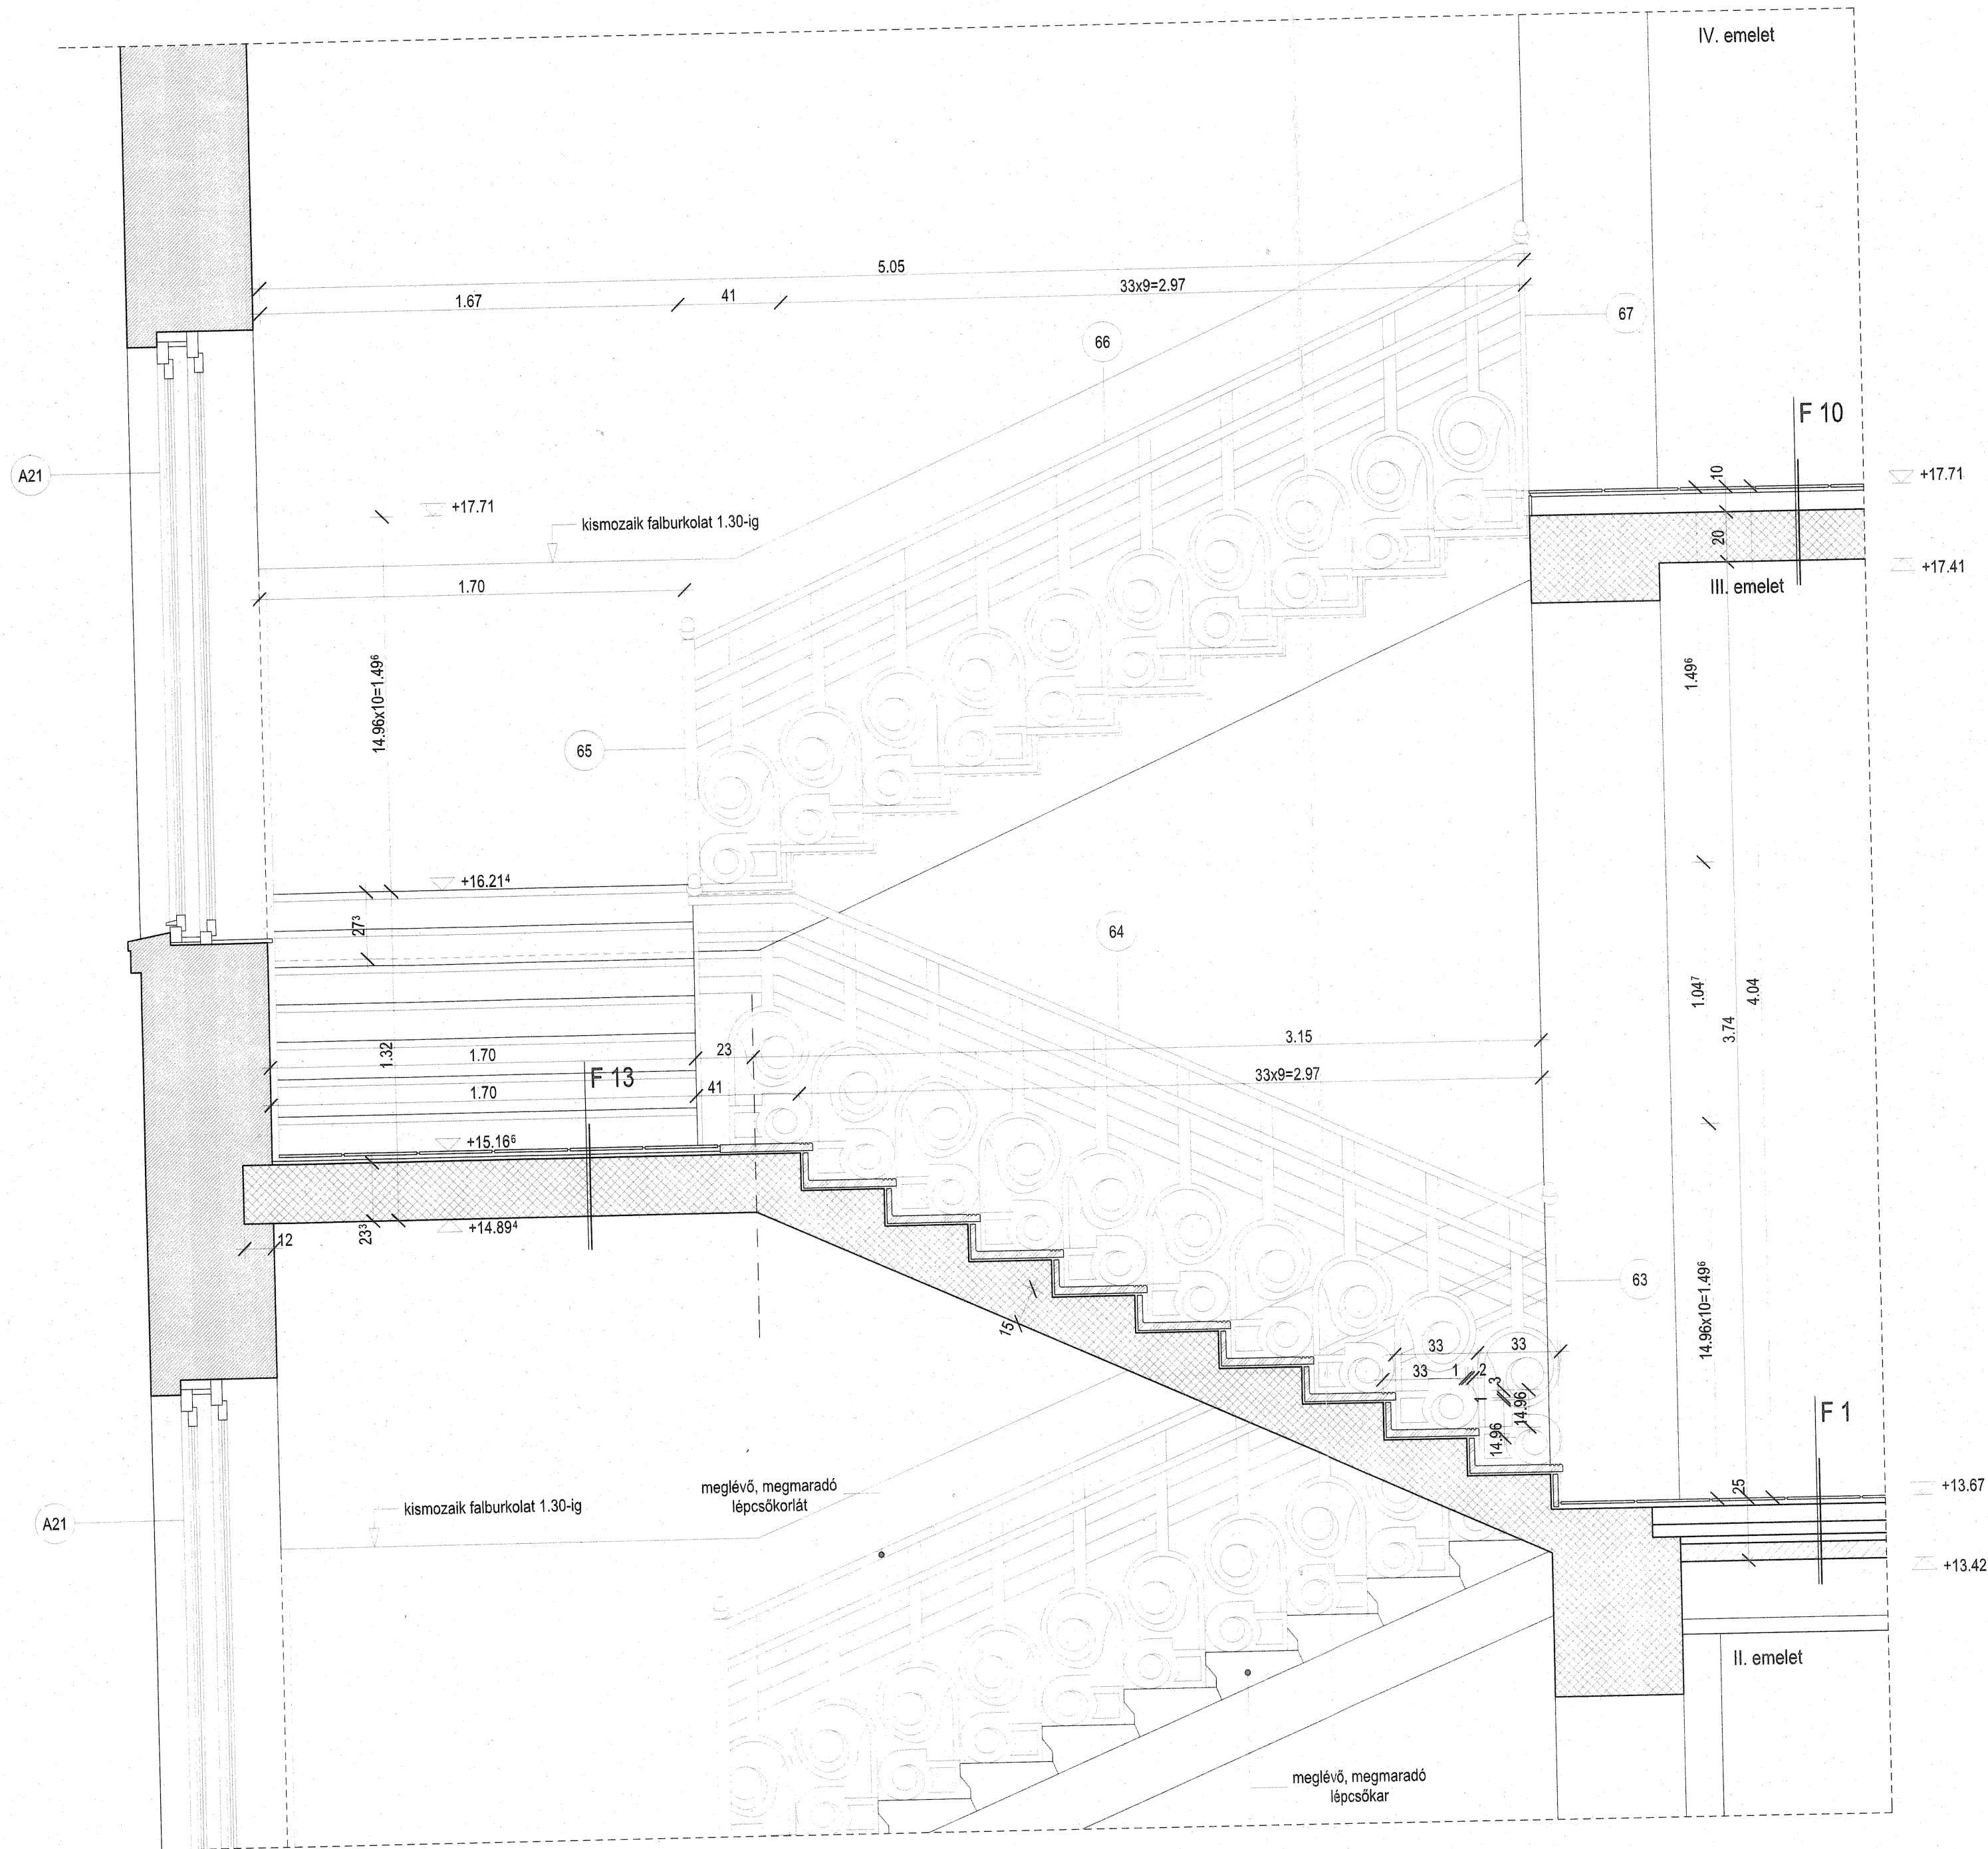 IV. emelet
5.05
1.67
41
33x9=2.97
67
66
F 10
A21
+17.71
10
+17.71
kismozaik falburkolat 1.30-ig
20
+17.41
III. emelet
1.70
14.96x10=1.49⁶
1.49⁶
65
+16.21⁴
27³
64
1.04⁷
4.04
3.74
1.32
1.70
23
3.15
F 13
1.70
41
33x9=2.97
+15.16⁶
23³
+14.89⁴
12
63
15
14.96x10=1.49⁶
33
33
33
1
2
3
1
14.96
14.96
F 1
25
+13.67
meglévő, megmaradó
lépcsőkorlát
kismozaik falburkolat 1.30-ig
A21
+13.42
II. emelet
meglévő, megmaradó
lépcsőkar